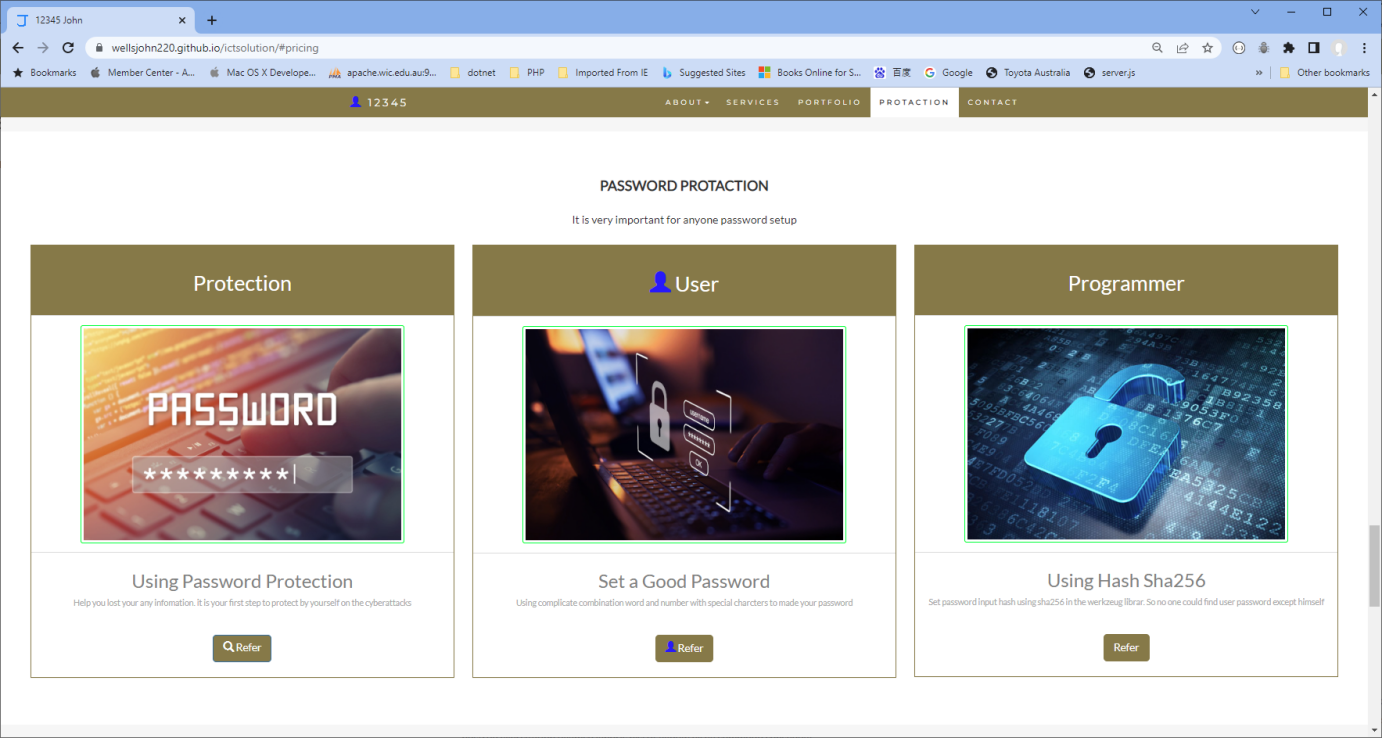 12345 John
wellsjohn220.github.io/ictsolution/#pricing
Bookmarks Member Center - A... Mac OS X Develope... apache.wic.edu.au:9... dotnet PHP Imported From IE Suggested Sites Books Online for S... 百度 Google Toyota Australia server.js » Other bookmarks
12345 ABOUT SERVICES PORTFOLIO PROTACTION CONTACT
PASSWORD PROTACTION
It is very important for anyone password setup
Protection
PASSWORD
*********|
Using Password Protection
Help you lost your any infomation. it is your first step to protect by yourself on the cyberattacks
Refer
User
username
********
OK
Set a Good Password
Using complicate combination word and number with special charcters to made your password
Refer
Programmer
Using Hash Sha256
Set password input hash using sha256 in the werkzeug librar. So no one could find user password except himself
Refer